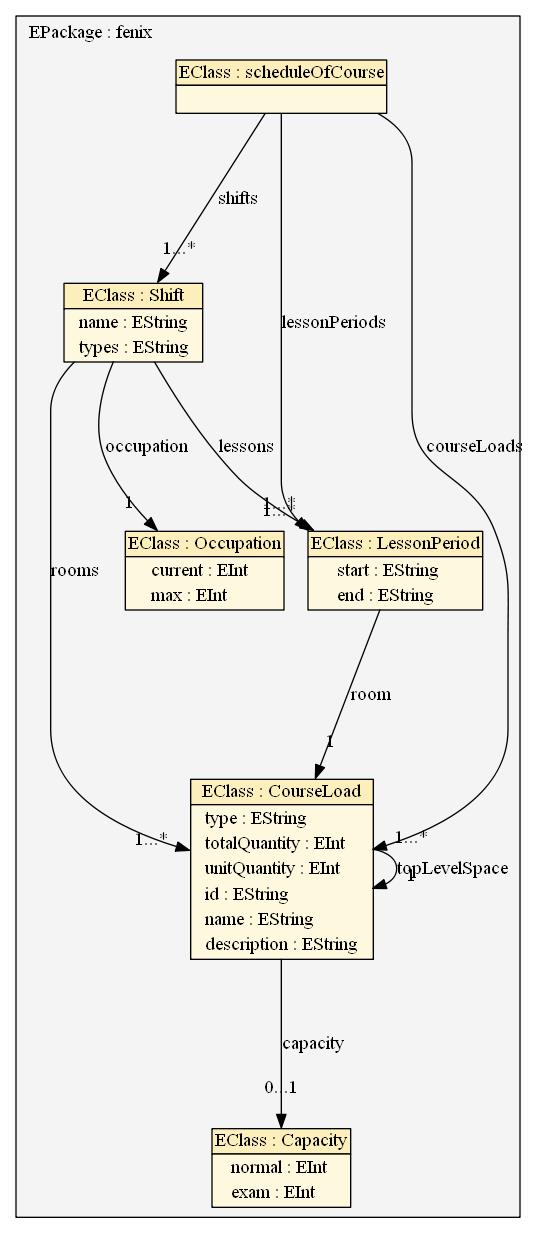 EPackage : fenix
EClass : scheduleOfCourse
shifts
1...*
EClass : Shift
name : EString
types : EString
lessonPeriods
occupation
lessons
courseLoads
1
1...*
1...*
EClass : Occupation
current : EInt
max : EInt
EClass : LessonPeriod
start : EString
end : EString
rooms
room
1
EClass : CourseLoad
type : EString
totalQuantity : EInt
unitQuantity : EInt
id : EString
name : EString
description : EString
1...*
1...*
topLevelSpace
1
capacity
0...1
EClass : Capacity
normal : EInt
exam : EInt